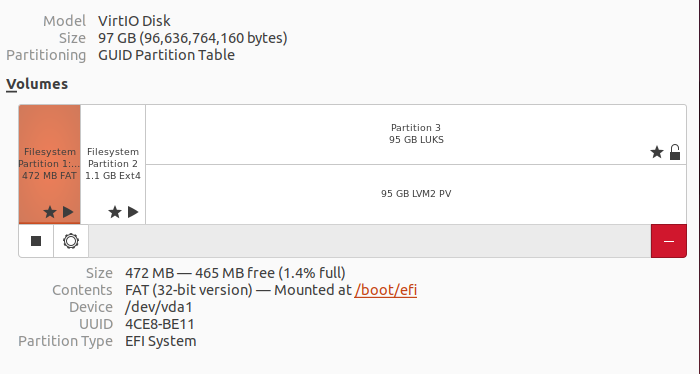 Model VirtIO Disk
Size 97 GB (96,636,764,160 bytes)
Partitioning GUID Partition Table
Volumes
Filesystem
Partition 1:...
472 MB FAT
Filesystem
Partition 2
1.1 GB Ext4
Partition 3
95 GB LUKS
95 GB LVM2 PV
Size 472 MB — 465 MB free (1.4% full)
Contents FAT (32-bit version) — Mounted at /boot/efi
Device /dev/vda1
UUID 4CE8-BE11
Partition Type EFI System